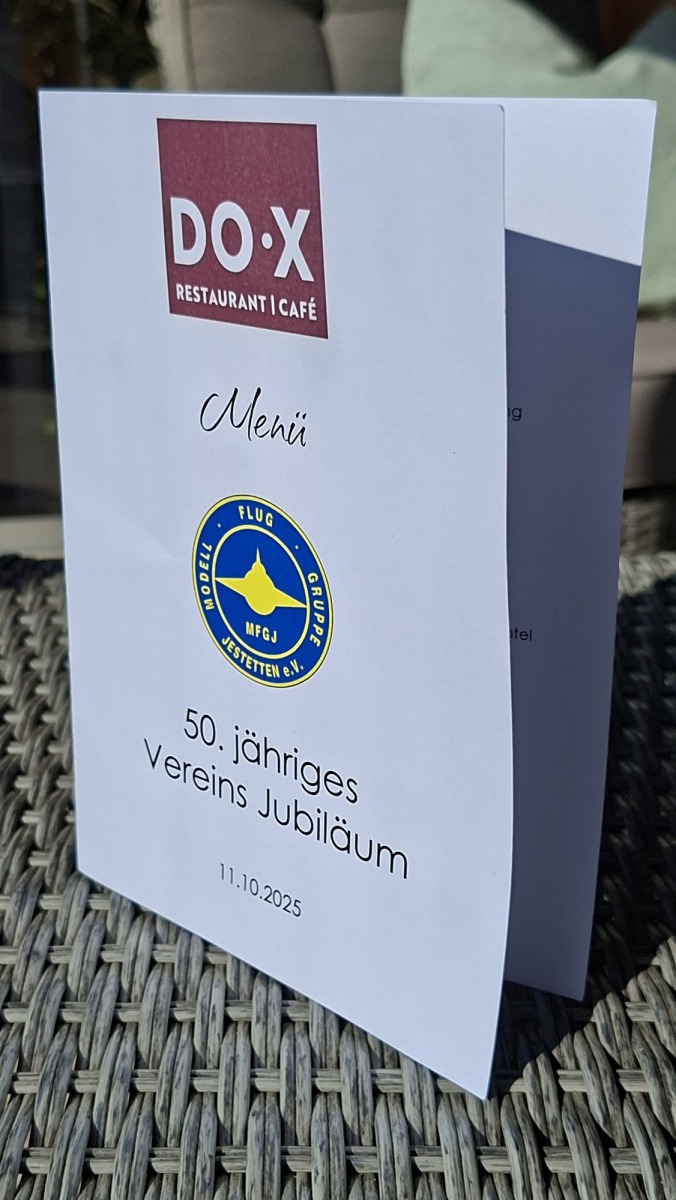 DO·X
RESTAURANT | CAFÉ
Menü
MODELL · FLUG · GRUPPE
MFGJ
JESTETTEN e.V.
50. jähriges
Vereins Jubiläum
11.10.2025